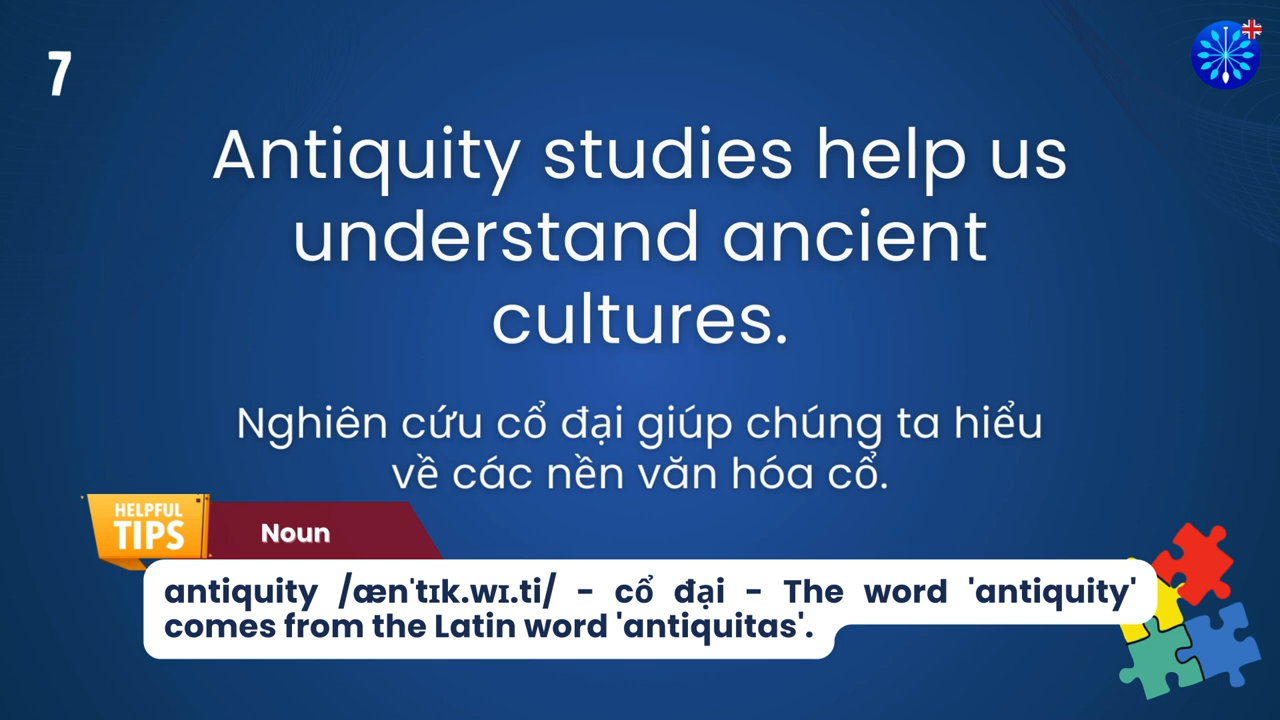 7
Antiquity studies help us
understand ancient
cultures.
Nghiên cứu cổ đại giúp chúng ta hiểu
về các nền văn hóa cổ.
HELPFUL
TIPS
Noun
antiquity /ænˈtɪk.wɪ.ti/ - cổ đại - The word 'antiquity'
comes from the Latin word 'antiquitas'.